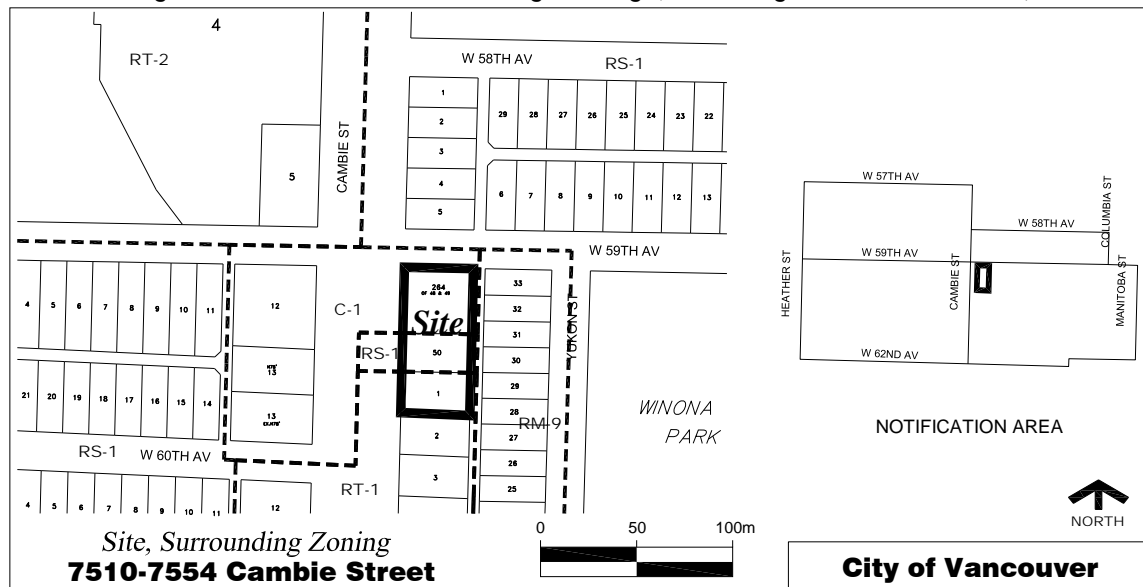 4
RT-2
5
CAMBIE ST
W 58TH AV
RS-1
1
2
3
4
5
29 28 27 26 25 24 23 22
6 7 8 9 10 11 12 13
W 59TH AV
4 5 6 7 8 9 10 11
12
C-1
264
OF 48 & 49
Site
RS-1
50
1
2
3
33
32
31
30
29
28
27
26
25
YUKON ST
RM-9
WINONA
PARK
13
13
21 20 19 18 17 16 15 14
RS-1
W 60TH AV
RT-1
4 5 6 7 8 9 10 11
12
Site, Surrounding Zoning
7510-7554 Cambie Street
0 50 100m
W 57TH AV
W 58TH AV
COLUMBIA ST
W 59TH AV
HEATHER ST
CAMBIE ST
MANITOBA ST
W 62ND AV
NOTIFICATION AREA
NORTH
City of Vancouver